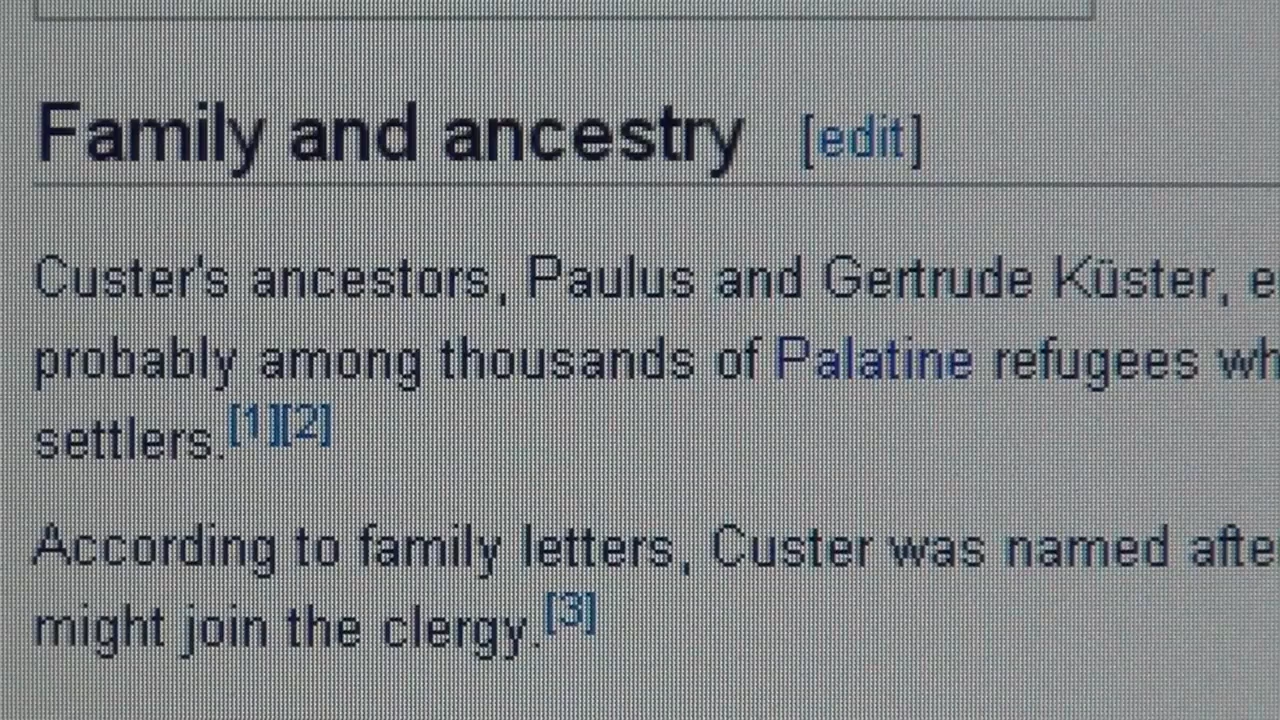 Family and ancestry [edit]
Custer's ancestors, Paulus and Gertrude Küster,
probably among thousands of Palatine refugees
settlers.[1][2]
According to family letters, Custer was named
might join the clergy.[3]